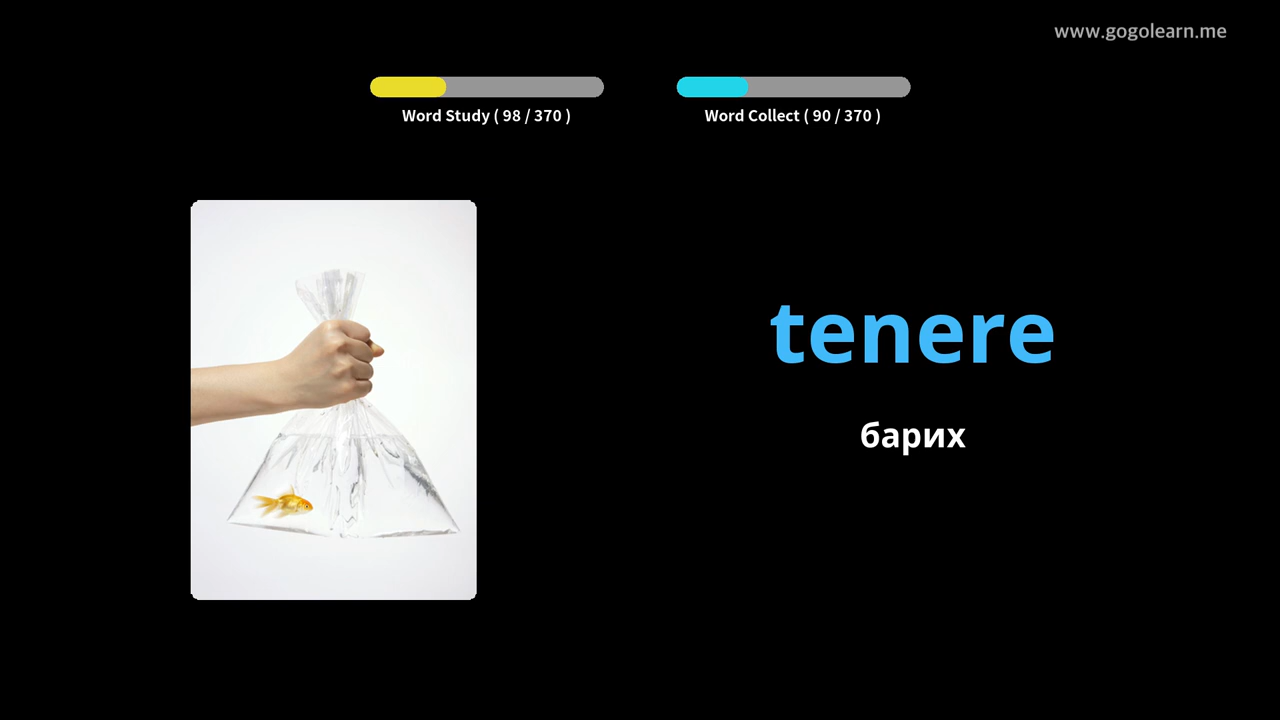 www.gogolearn.me
Word Study ( 98 / 370 )
Word Collect ( 90 / 370 )
tenere
барих